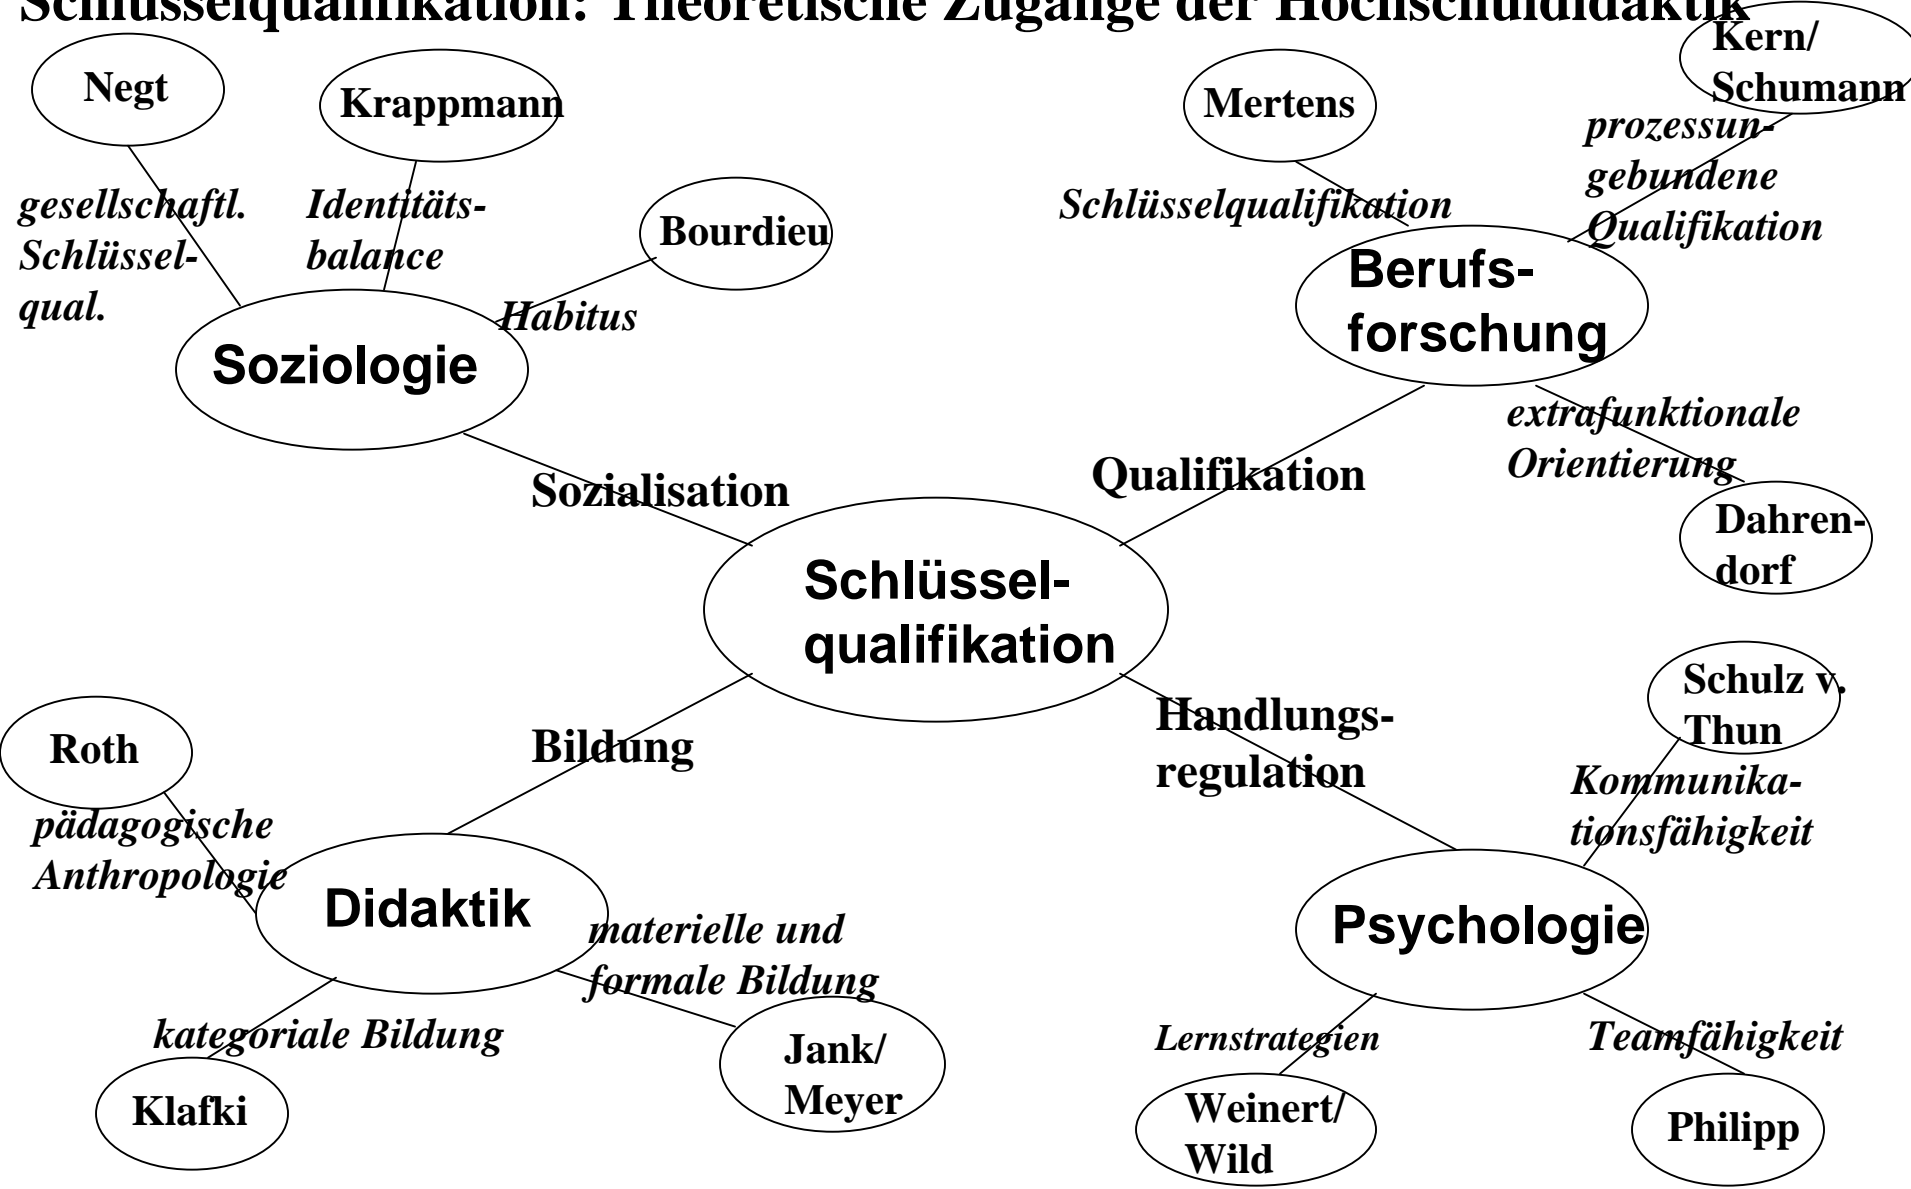 Schlüsselqualifikation: Theoretische Zugänge der Hochschuldidaktik
Negt
Krappmann
Bourdieu
gesellschaftl.
Schlüssel-
qual.
Identitäts-
balance
Habitus
Soziologie
Sozialisation
Mertens
Kern/
Schumann
Schlüsselqualifikation
prozessun-
gebundene
Qualifikation
Berufs-
forschung
extrafunktionale
Orientierung
Dahren-
dorf
Qualifikation
Schlüssel-
qualifikation
Bildung
Roth
pädagogische
Anthropologie
Didaktik
materielle und
formale Bildung
kategoriale Bildung
Klafki
Jank/
Meyer
Handlungs-
regulation
Schulz v.
Thun
Kommunika-
tionsfähigkeit
Psychologie
Lernstrategien
Teamfähigkeit
Weinert/
Wild
Philipp